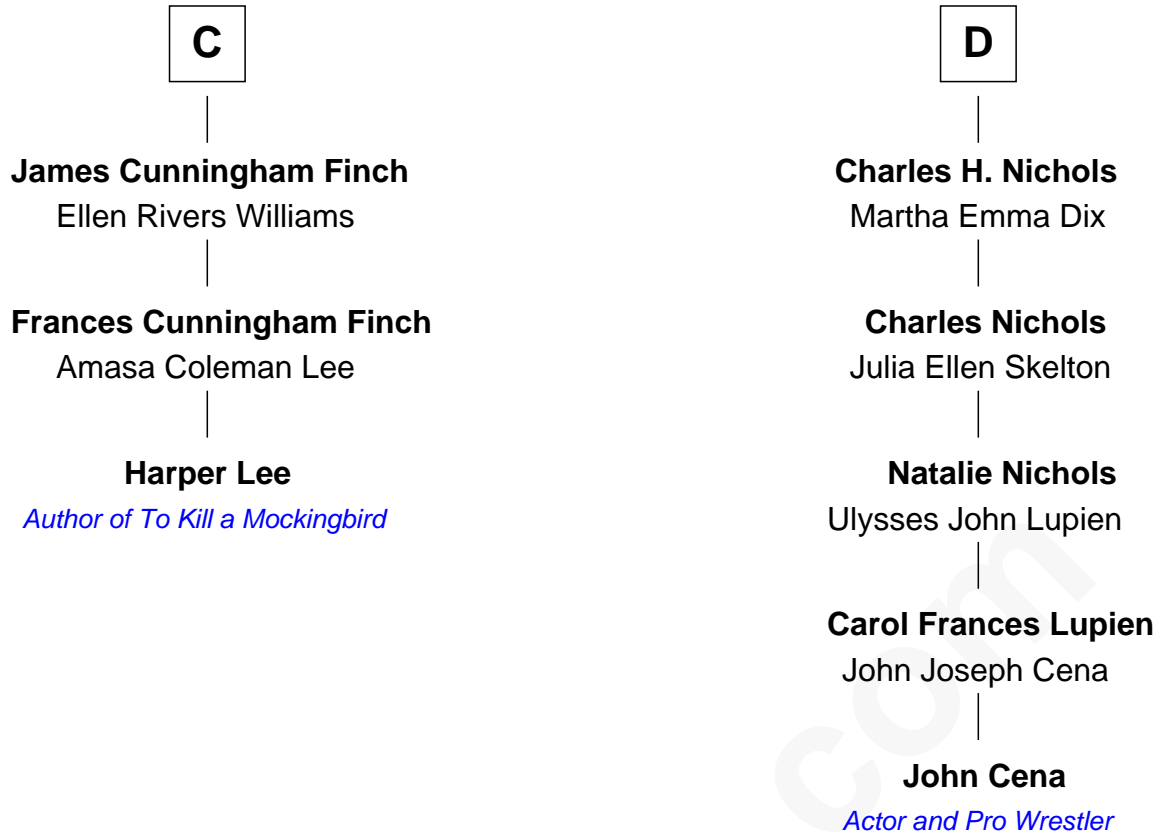 C
James Cunningham Finch
Ellen Rivers Williams
Frances Cunningham Finch
Amasa Coleman Lee
Harper Lee
Author of To Kill a Mockingbird
D
Charles H. Nichols
Martha Emma Dix
Charles Nichols
Julia Ellen Skelton
Natalie Nichols
Ulysses John Lupien
Carol Frances Lupien
John Joseph Cena
John Cena
Actor and Pro Wrestler
com